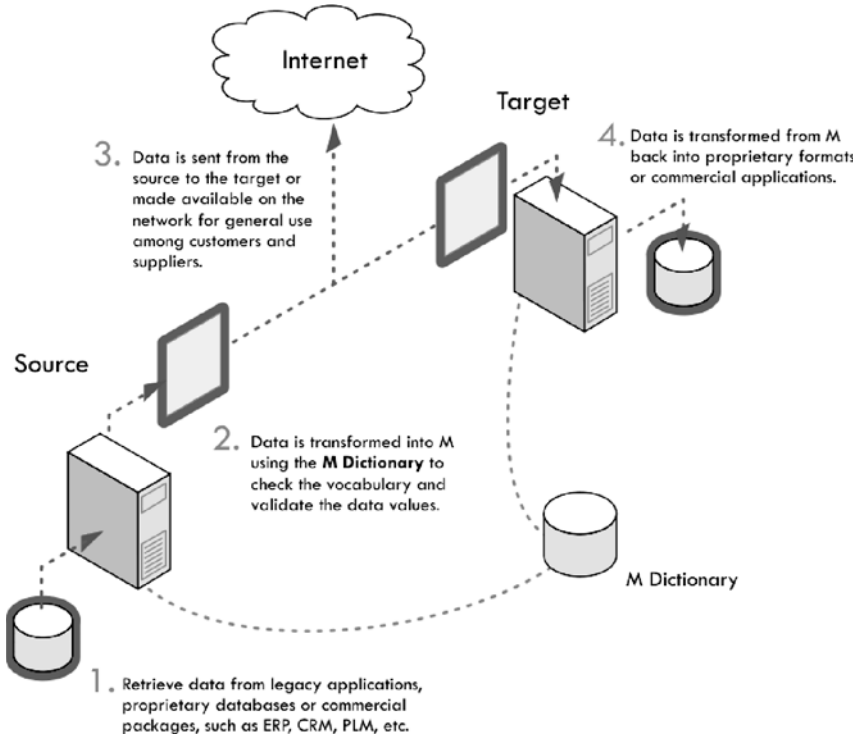 Internet
Target
3. Data is sent from the
source to the target or
made available on the
network for general use
among customers and
suppliers.
4. Data is transformed from M
back into proprietary formats
or commercial applications.
Source
2. Data is transformed into M
using the M Dictionary to
check the vocabulary and
validate the data values.
M Dictionary
1. Retrieve data from legacy applications,
proprietary databases or commercial
packages, such as ERP, CRM, PLM, etc.